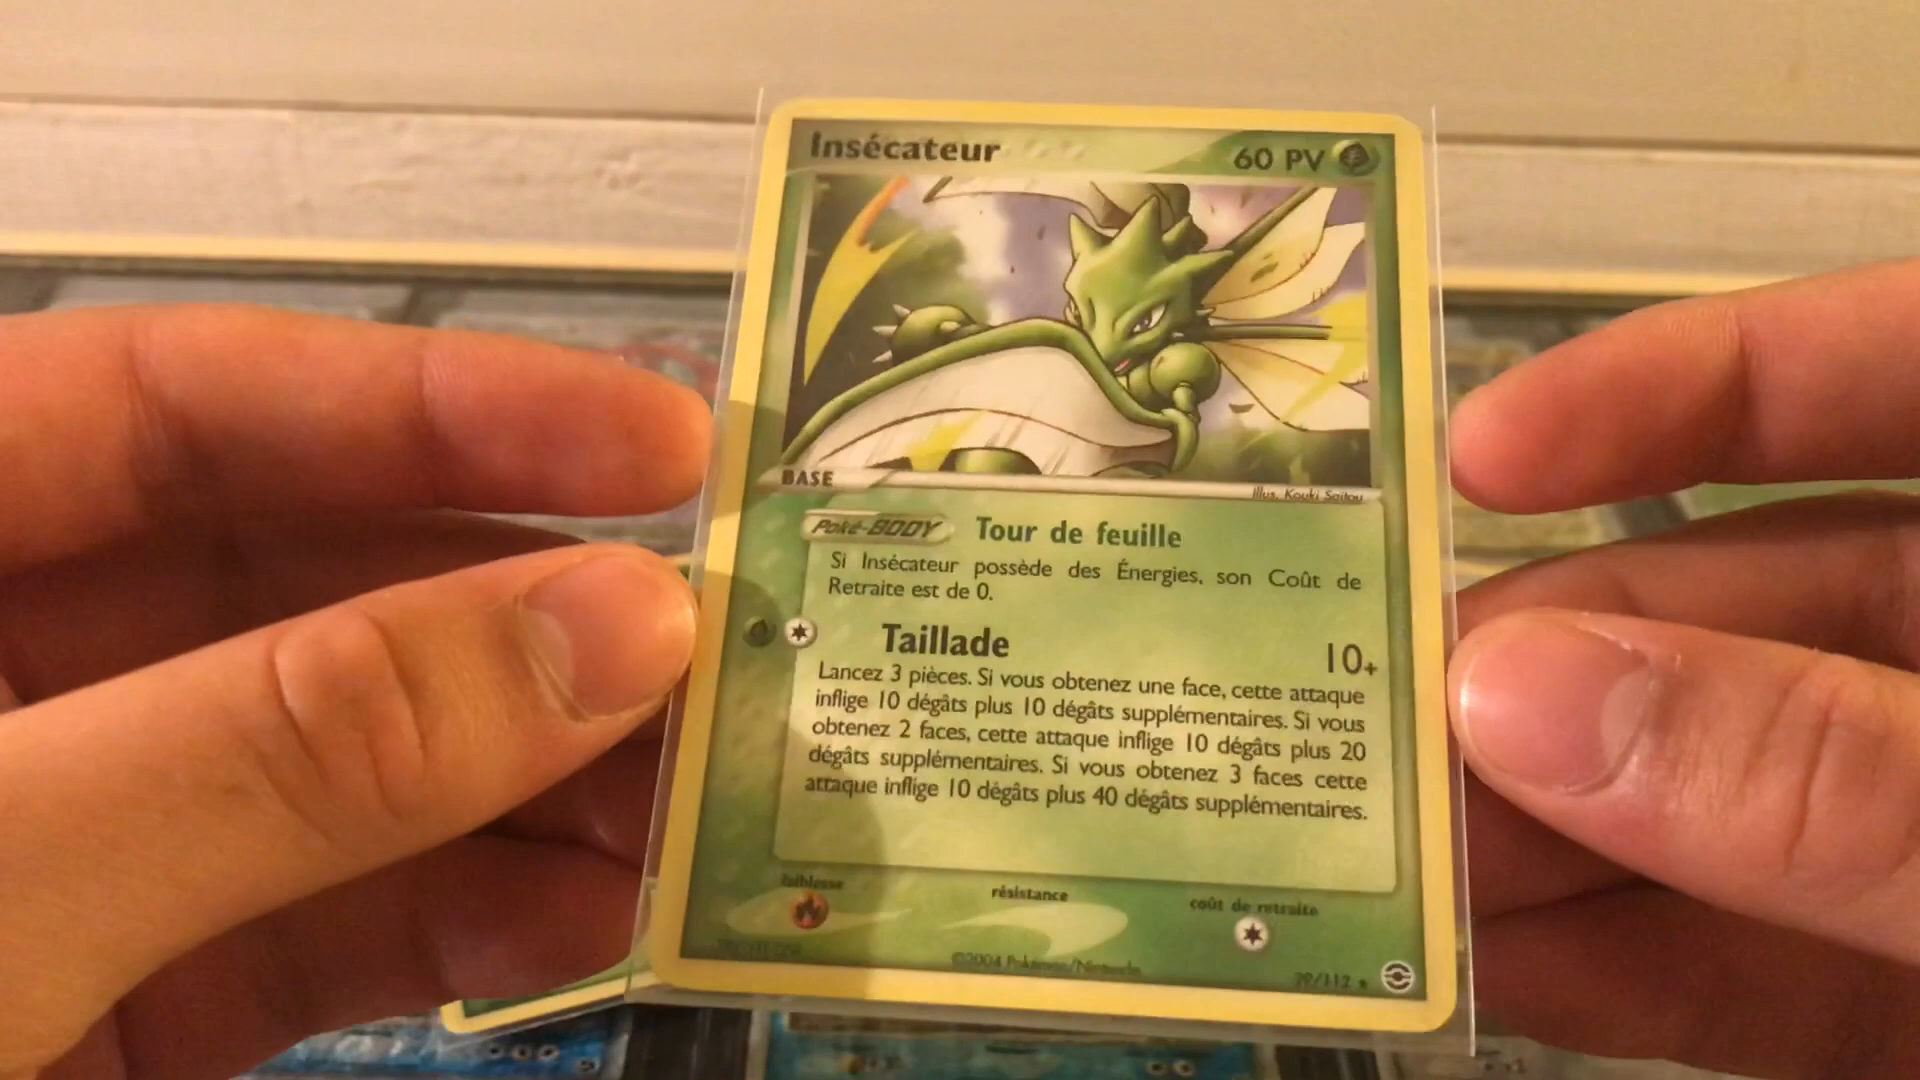 Insécateur
60 PV
BASE
Illus. Kouki Saitou
Poké-BODY
Tour de feuille
Si Insécateur possède des Énergies, son Coût de
Retraite est de 0.
Taillade
10+
Lancez 3 pièces. Si vous obtenez une face, cette attaque
inflige 10 dégâts plus 10 dégâts supplémentaires. Si vous
obtenez 2 faces, cette attaque inflige 10 dégâts plus 20
dégâts supplémentaires. Si vous obtenez 3 faces cette
attaque inflige 10 dégâts plus 40 dégâts supplémentaires.
faiblesse
résistance
coût de retraite
©2004 Pokémon/Nintendo
29/112